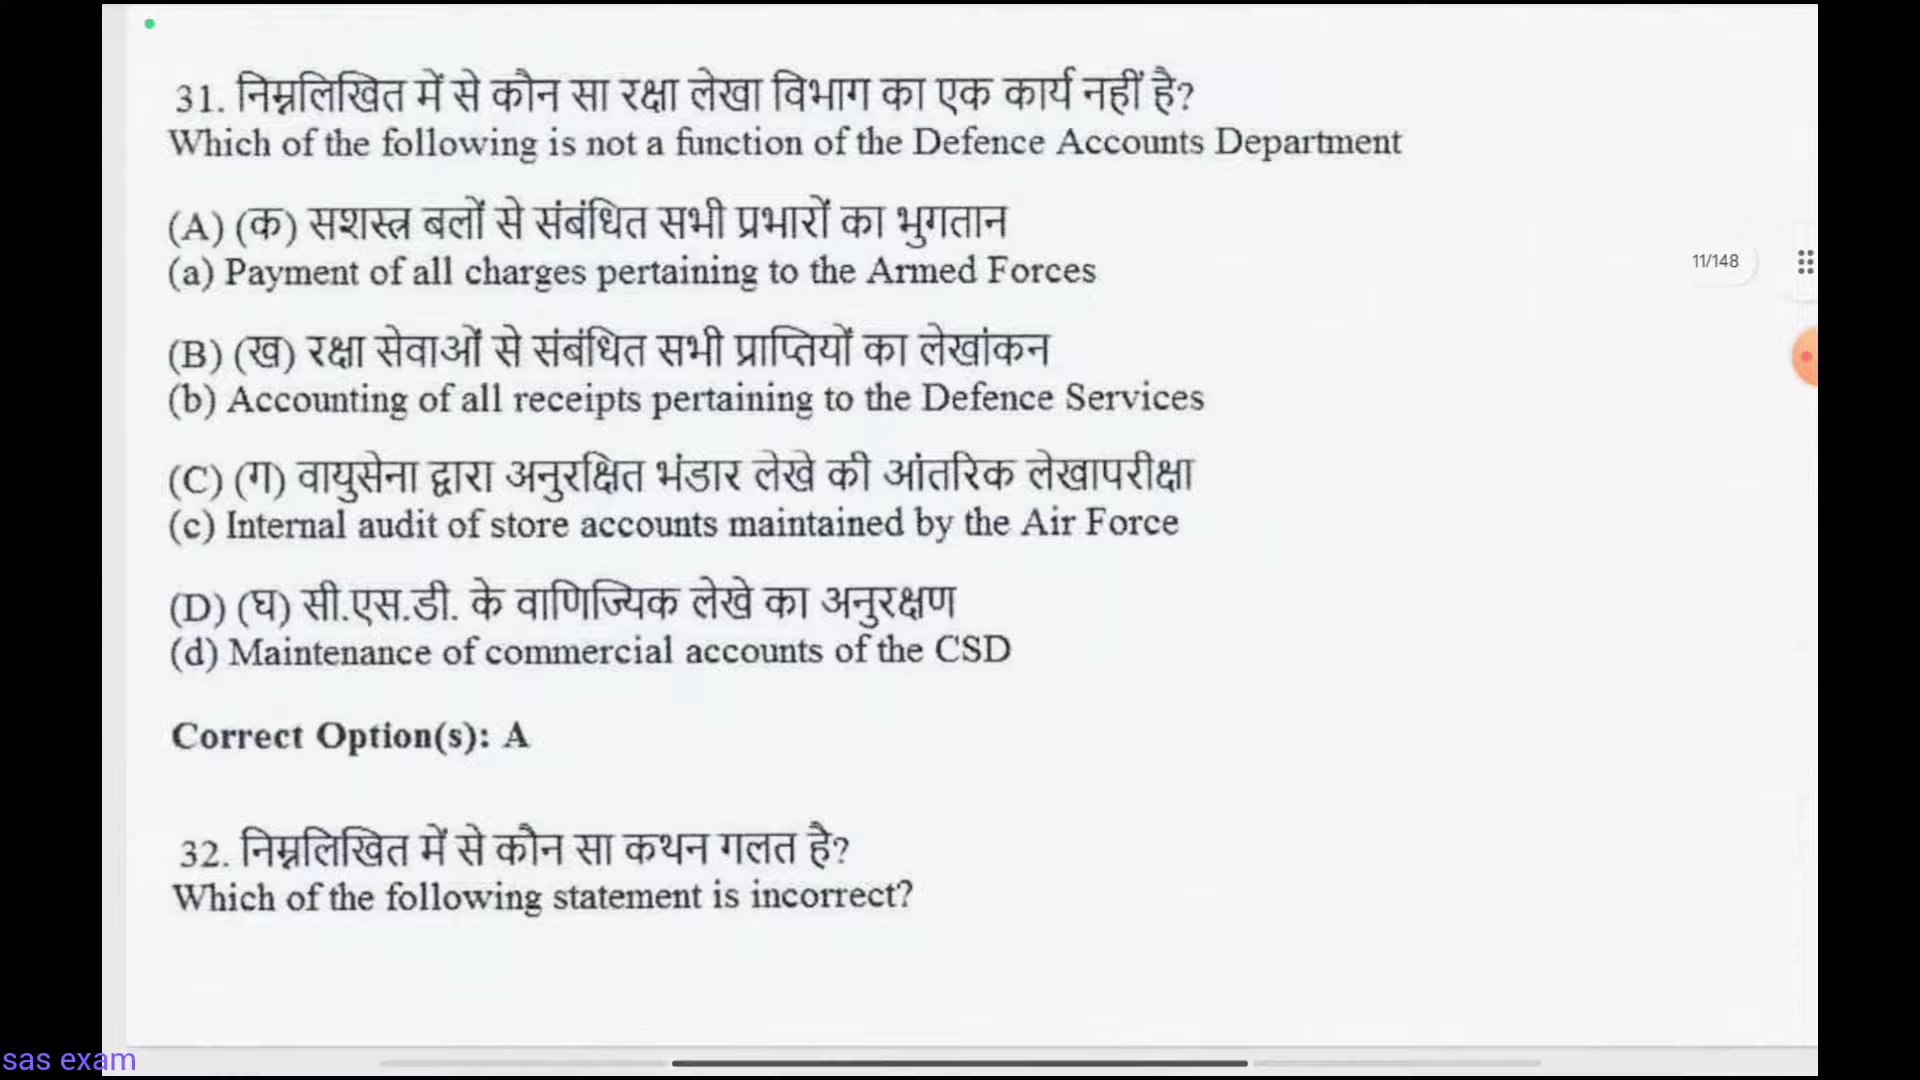 31. निम्नलिखित में से कौन सा रक्षा लेखा विभाग का एक कार्य नहीं है?
Which of the following is not a function of the Defence Accounts Department
(A) (क) सशस्त्र बलों से संबंधित सभी प्रभारों का भुगतान
(a) Payment of all charges pertaining to the Armed Forces
11/148
(B) (ख) रक्षा सेवाओं से संबंधित सभी प्राप्तियों का लेखांकन
(b) Accounting of all receipts pertaining to the Defence Services
(C) (ग) वायुसेना द्वारा अनुरक्षित भंडार लेखे की आंतरिक लेखापरीक्षा
(c) Internal audit of store accounts maintained by the Air Force
(D) (घ) सी.एस.डी. के वाणिज्यिक लेखे का अनुरक्षण
(d) Maintenance of commercial accounts of the CSD
Correct Option(s): A
32. निम्नलिखित में से कौन सा कथन गलत है?
Which of the following statement is incorrect?
sas exam